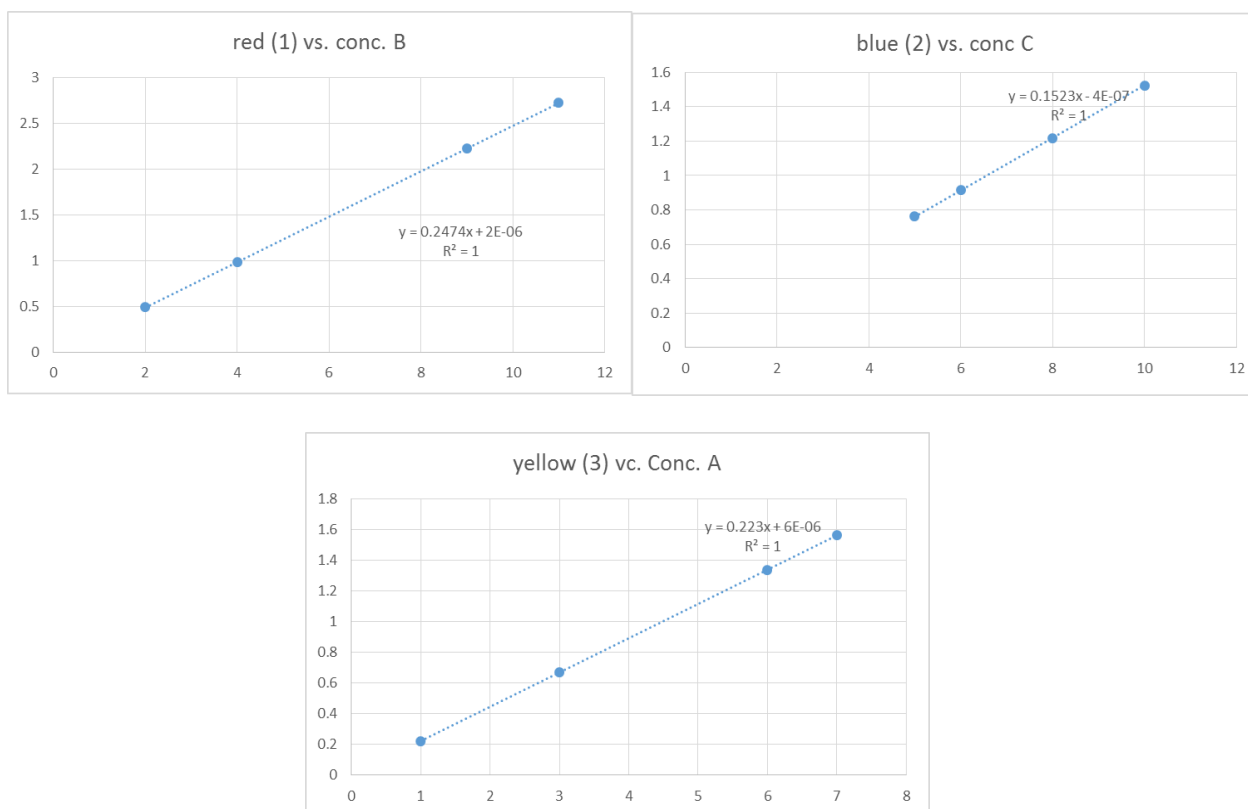 red (1) vs. conc. B
3
2.5
2
1.5
1
0.5
0
y = 0.2474x + 2E-06
R² = 1
0 2 4 6 8 10 12
blue (2) vs. conc C
1.6
1.4
1.2
1
0.8
0.6
0.4
0.2
0
y = 0.1523x - 4E-07
R² = 1
0 2 4 6 8 10 12
yellow (3) vc. Conc. A
1.8
1.6
1.4
1.2
1
0.8
0.6
0.4
0.2
0
y = 0.223x + 6E-06
R² = 1
0 1 2 3 4 5 6 7 8